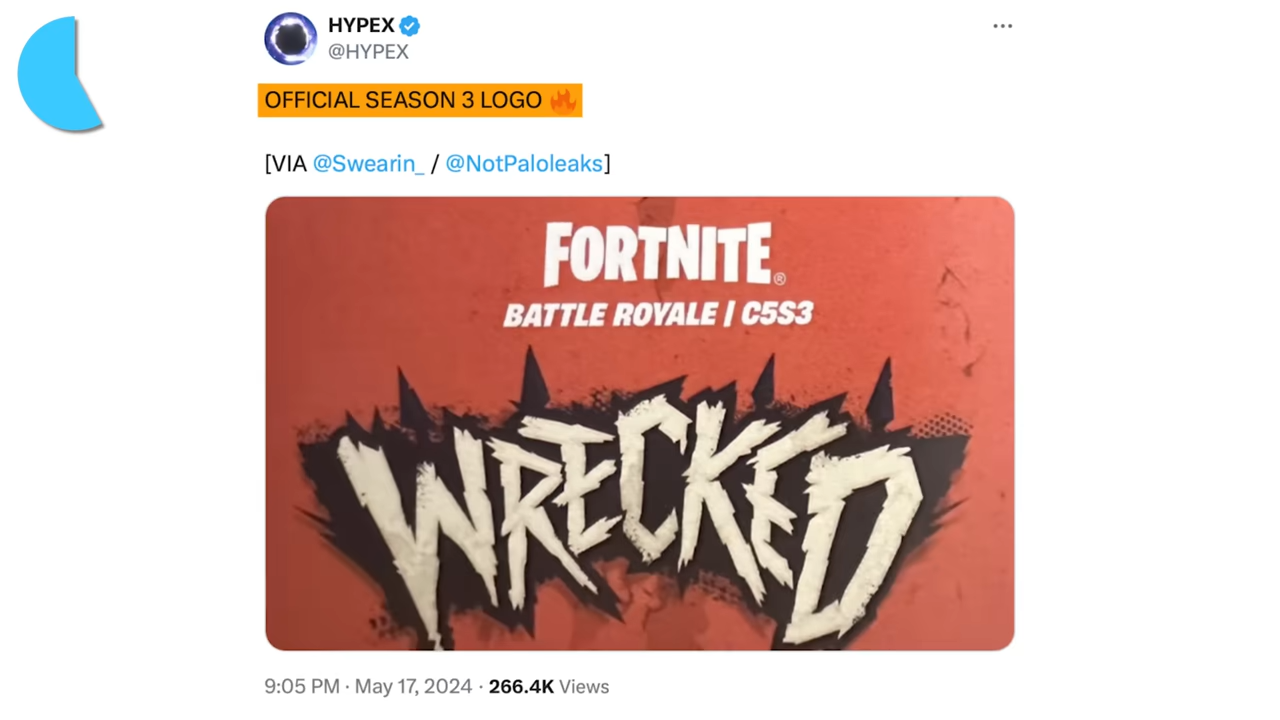 HYPEX
@HYPEX
OFFICIAL SEASON 3 LOGO 🔥
[VIA @Swearin_ / @NotPaloleaks]
FORTNITE®
BATTLE ROYALE / C5S3
WRECKED
9:05 PM · May 17, 2024 · 266.4K Views